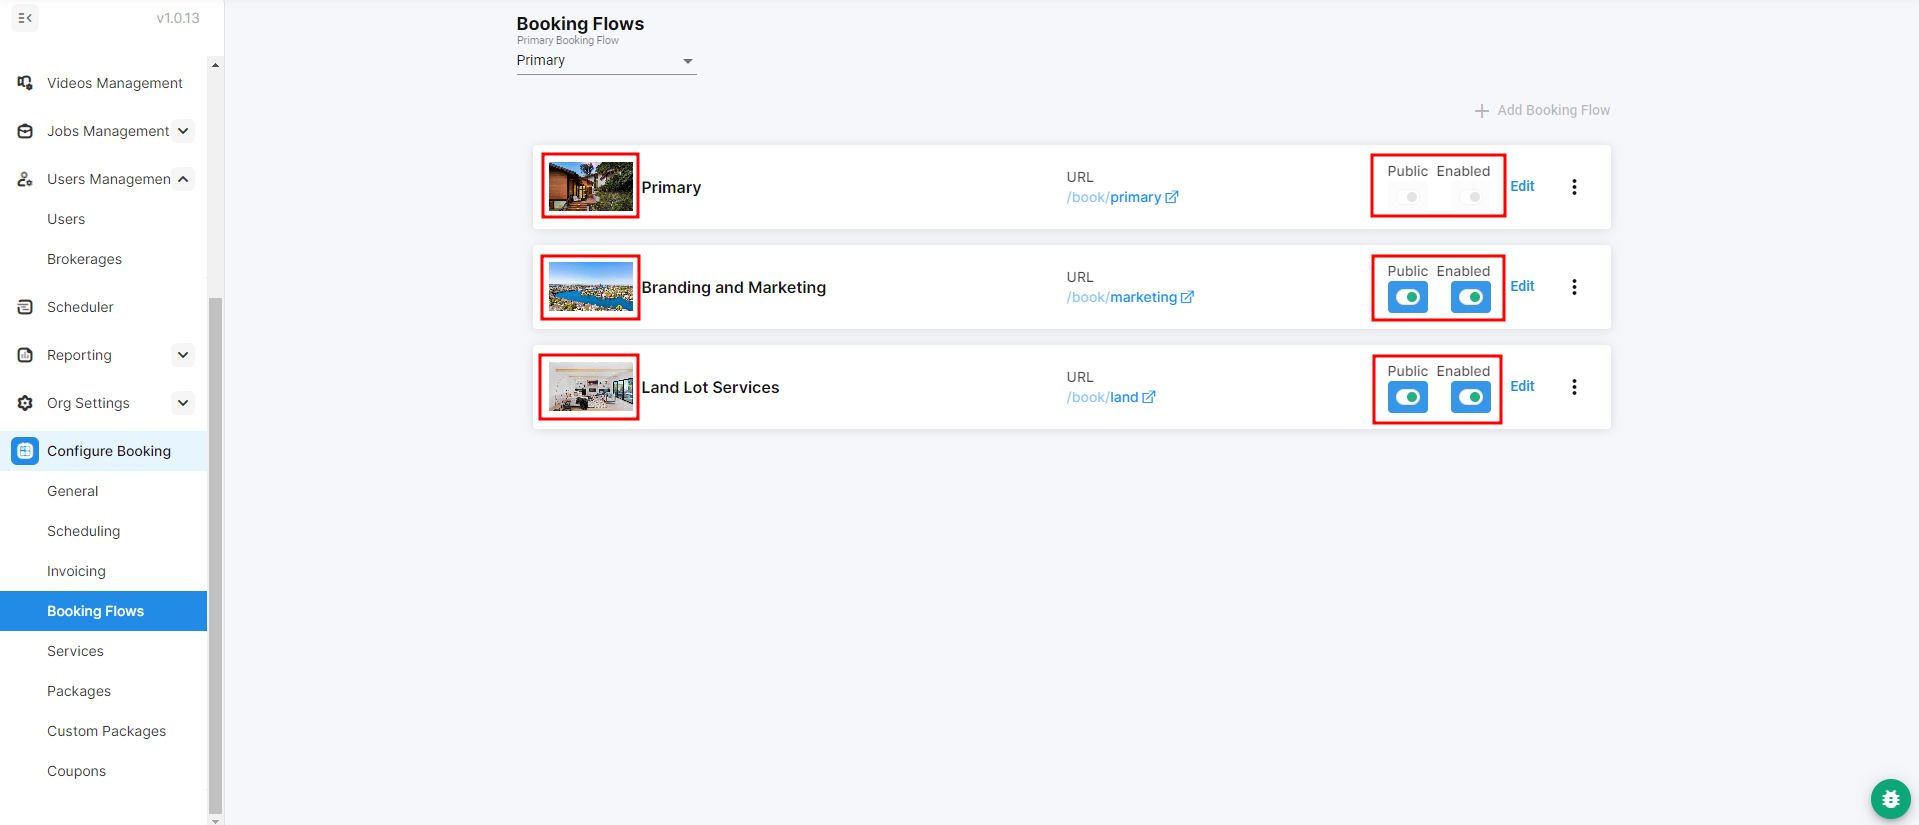 v1.0.13
Videos Management
Jobs Management
Users Managemen
Users
Brokerages
Scheduler
Reporting
Org Settings
Configure Booking
General
Scheduling
Invoicing
Booking Flows
Services
Packages
Custom Packages
Coupons
Booking Flows
Primary Booking Flow
Primary
Add Booking Flow
Primary
URL
/book/primary
Public Enabled
Edit
Branding and Marketing
URL
/book/marketing
Public Enabled
Edit
Land Lot Services
URL
/book/land
Public Enabled
Edit